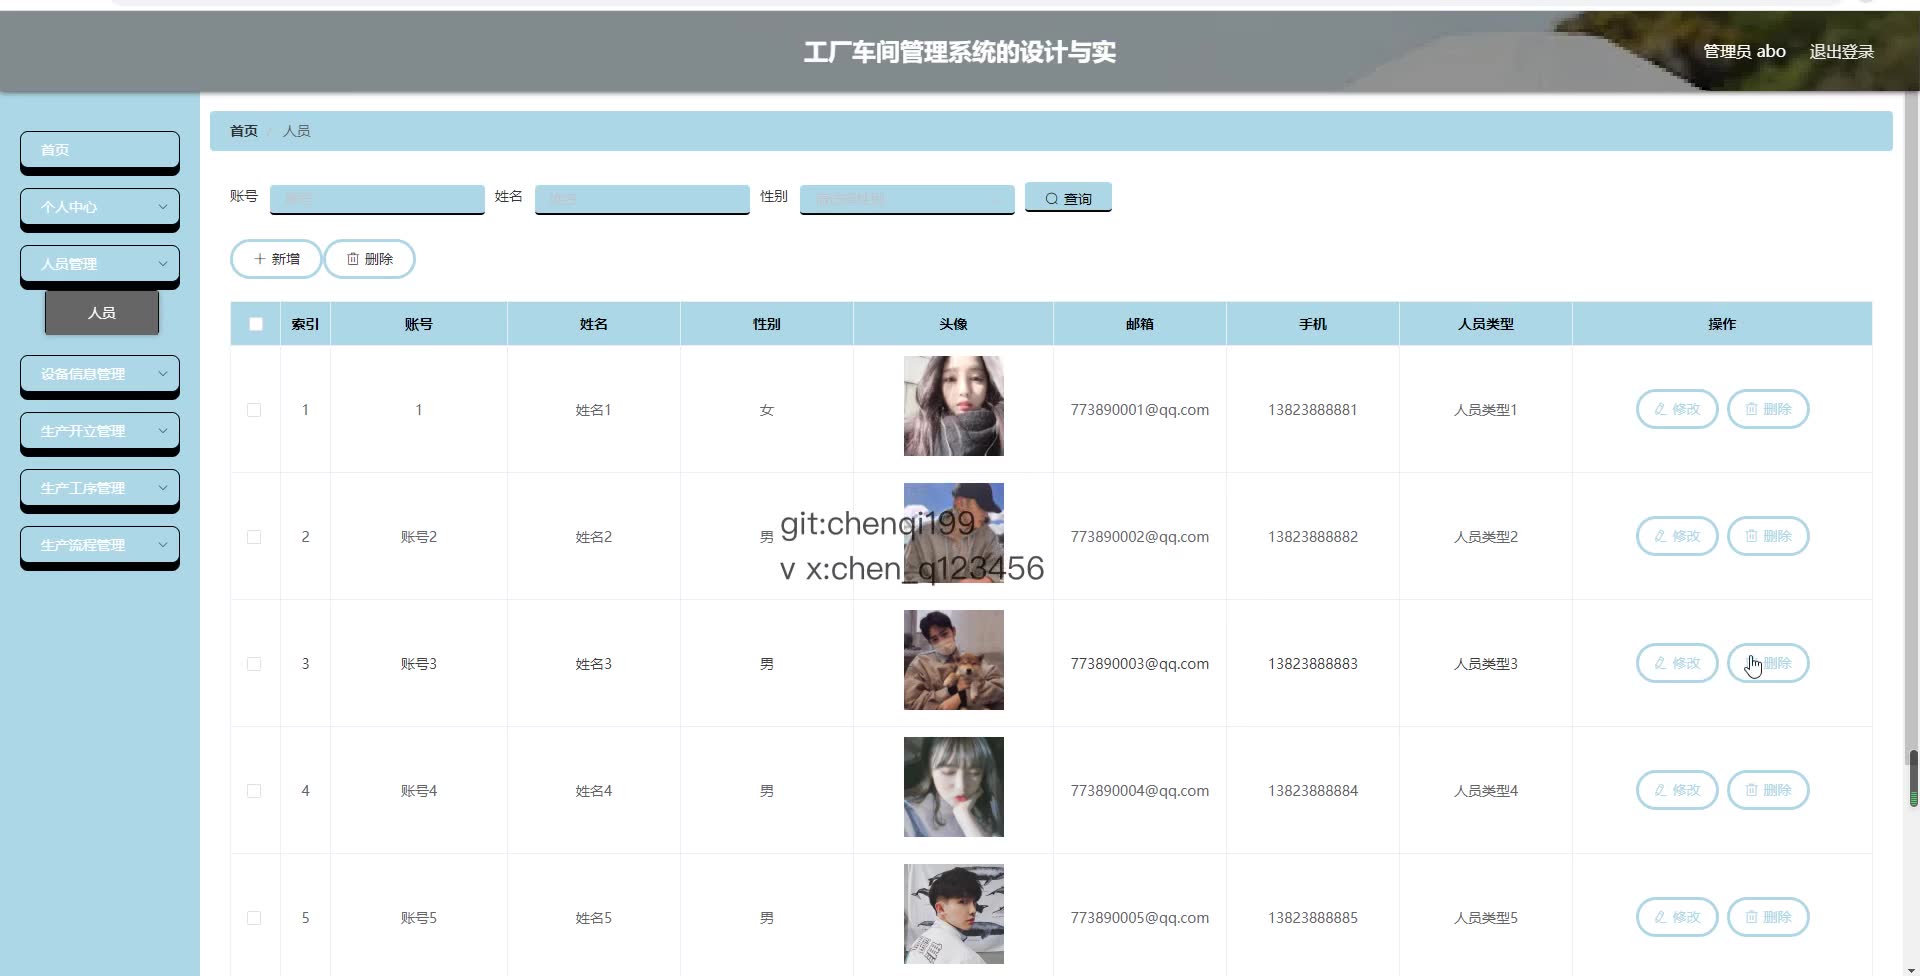 工厂车间管理系统的设计与实
管理员 abo 退出登录
首页
个人中心
人员管理
人员
设备信息管理
生产开立管理
生产工序管理
生产流程管理
首页 / 人员
账号 账号 姓名 姓名 性别 请选择性别 查询
新增 删除
索引 账号 姓名 性别 头像 邮箱 手机 人员类型 操作
1 1 姓名1 女 773890001@qq.com 13823888881 人员类型1 修改 删除
2 账号2 姓名2 男 773890002@qq.com 13823888882 人员类型2 修改 删除
git:chenqi199
v x:chen_q123456
3 账号3 姓名3 男 773890003@qq.com 13823888883 人员类型3 修改 删除
4 账号4 姓名4 男 773890004@qq.com 13823888884 人员类型4 修改 删除
5 账号5 姓名5 男 773890005@qq.com 13823888885 人员类型5 修改 删除